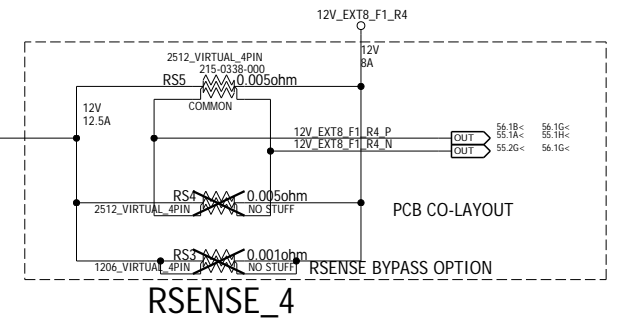 12V_EXT8_F1_R4
12V
8A
2512_VIRTUAL_4PIN
215-0338-000
RS5 0.005ohm
COMMON
12V
12.5A
12V_EXT8_F1_R4_P
12V_EXT8_F1_R4_N
OUT
OUT
56.1B< 56.1G<
55.1A< 55.1H<
55.2G< 56.1G<
RS4 0.005ohm
2512_VIRTUAL_4PIN NO STUFF
PCB CO-LAYOUT
RS3 0.001ohm
1206_VIRTUAL_4PIN NO STUFF
RSENSE BYPASS OPTION
RSENSE_4